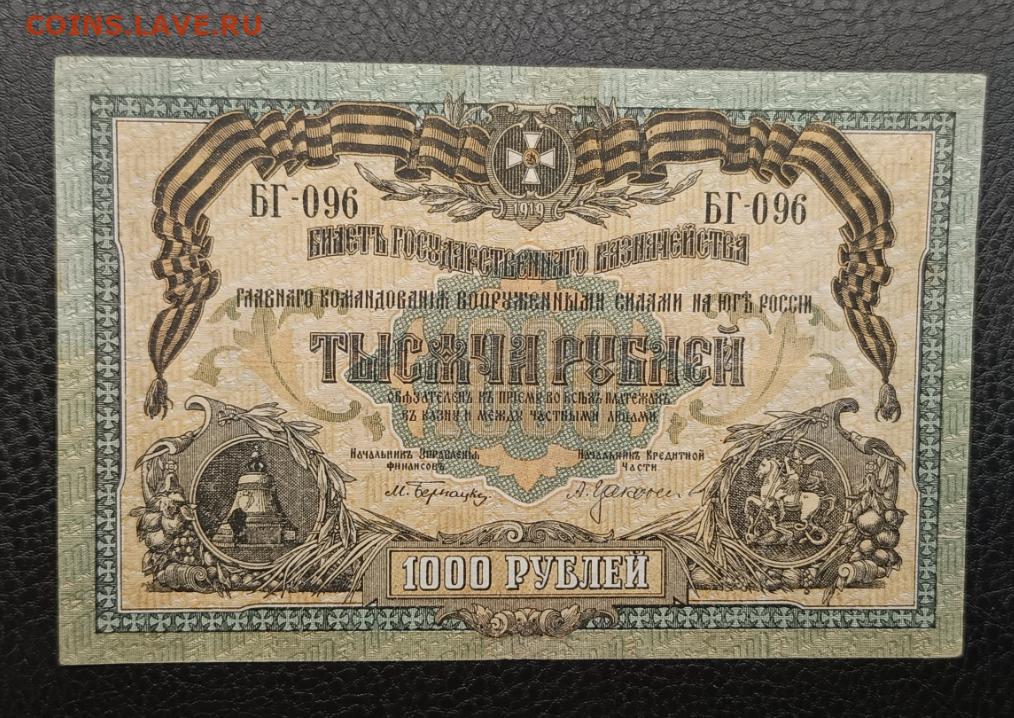 COINS.LAVE.RU
1919
БГ-096 БГ-096
Билетъ Государственнаго Казначейства
Главнаго Командованія Вооруженными Силами на Югѣ Россіи
1000
ТЫСЯЧА РУБЛЕЙ
обязателенъ къ пріему во всѣхъ платежахъ
въ казну и между частными лицами.
Начальникъ Управленія Начальникъ Кредитной
финансовъ Части
М. Бернацкій
1000 РУБЛЕЙ